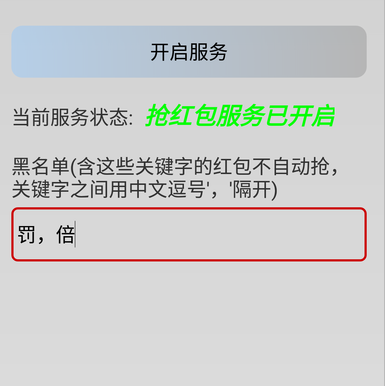 开启服务
当前服务状态: 抢红包服务已开启
黑名单(含这些关键字的红包不自动抢，
关键字之间用中文逗号'，'隔开)
罚，倍